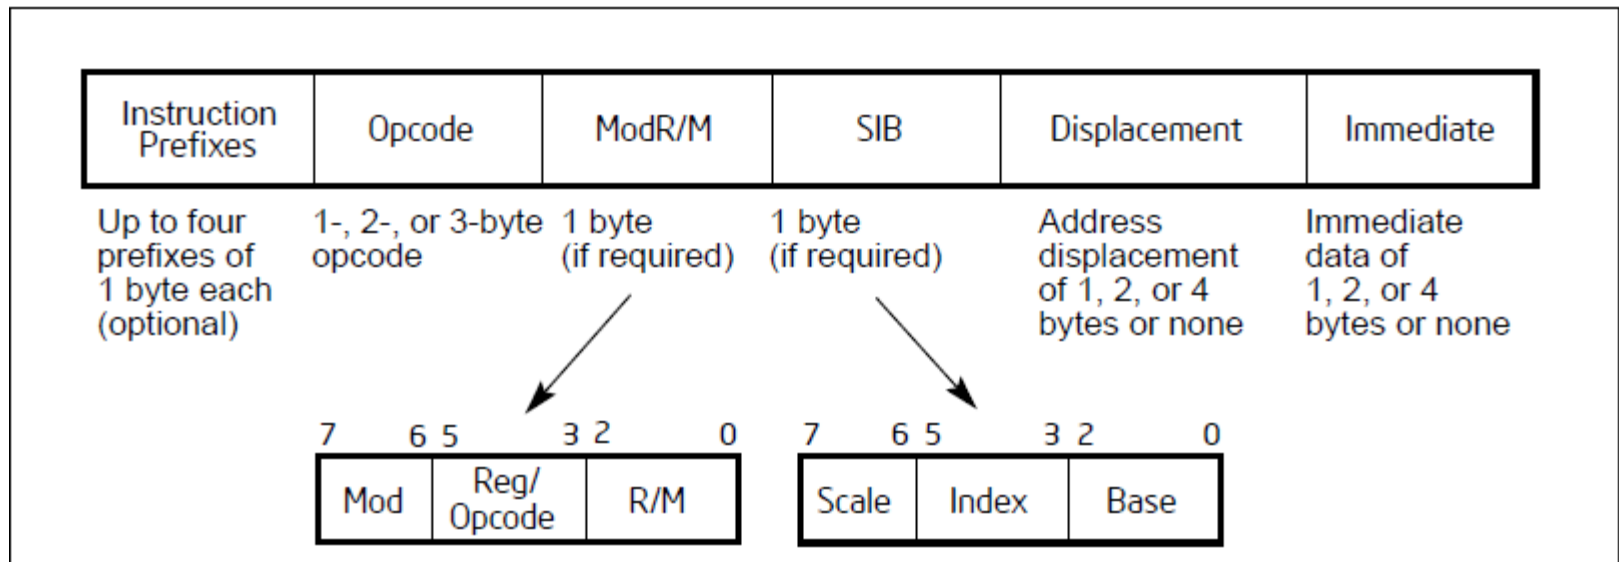 Instruction
Prefixes
Opcode
ModR/M
SIB
Displacement
Immediate
Up to four
prefixes of
1 byte each
(optional)
1-, 2-, or 3-byte
opcode
1 byte
(if required)
1 byte
(if required)
Address
displacement
of 1, 2, or 4
bytes or none
Immediate
data of
1, 2, or 4
bytes or none
7 6 5 3 2 0
Mod
Reg/
Opcode
R/M
7 6 5 3 2 0
Scale
Index
Base